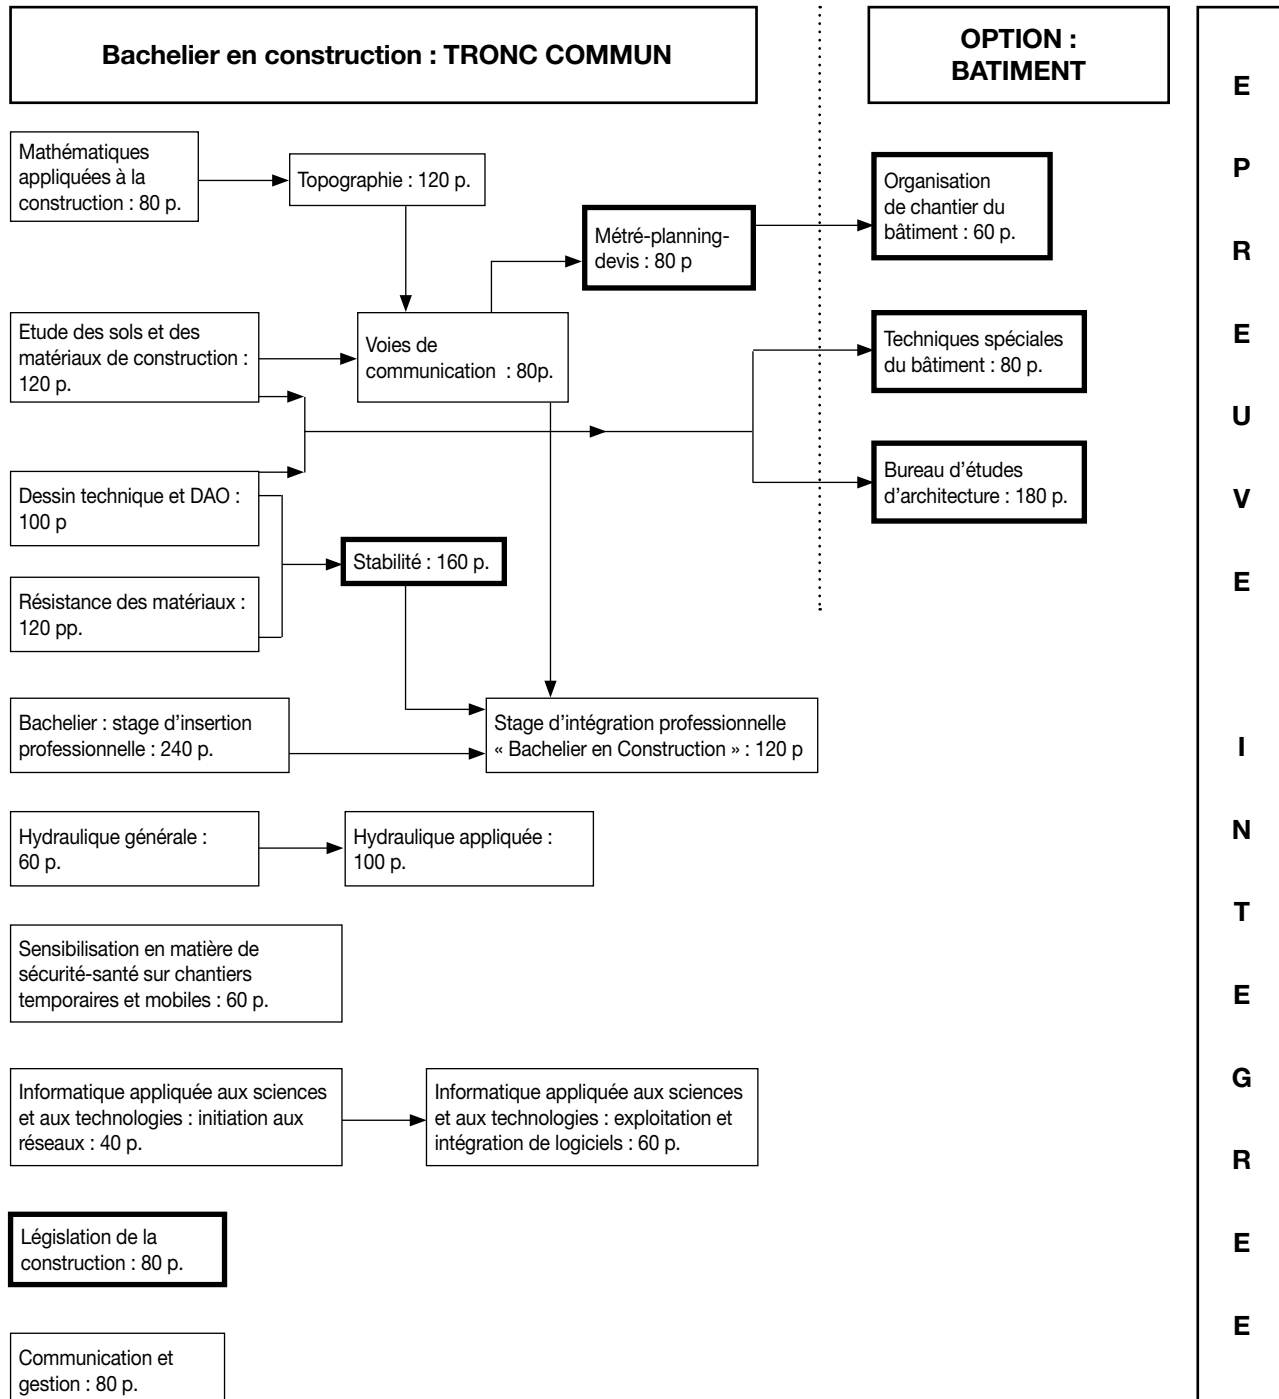 Bachelier en construction : TRONC COMMUN
OPTION :
BATIMENT
Mathématiques
appliquées à la
construction : 80 p.
Topographie : 120 p.
Métré-planning-
devis : 80 p
Organisation
de chantier du
bâtiment : 60 p.
Etude des sols et des
matériaux de construction :
120 p.
Voies de
communication : 80p.
Techniques spéciales
du bâtiment : 80 p.
Dessin technique et DAO :
100 p
Bureau d'études
d'architecture : 180 p.
Stabilité : 160 p.
Résistance des matériaux :
120 pp.
Bachelier : stage d'insertion
professionnelle : 240 p.
Stage d'intégration professionnelle
« Bachelier en Construction » : 120 p
Hydraulique générale :
60 p.
Hydraulique appliquée :
100 p.
Sensibilisation en matière de
sécurité-santé sur chantiers
temporaires et mobiles : 60 p.
Informatique appliquée aux sciences
et aux technologies : initiation aux
réseaux : 40 p.
Informatique appliquée aux sciences
et aux technologies : exploitation et
intégration de logiciels : 60 p.
Législation de la
construction : 80 p.
Communication et
gestion : 80 p.
E
P
R
E
U
V
E
I
N
T
E
G
R
E
E